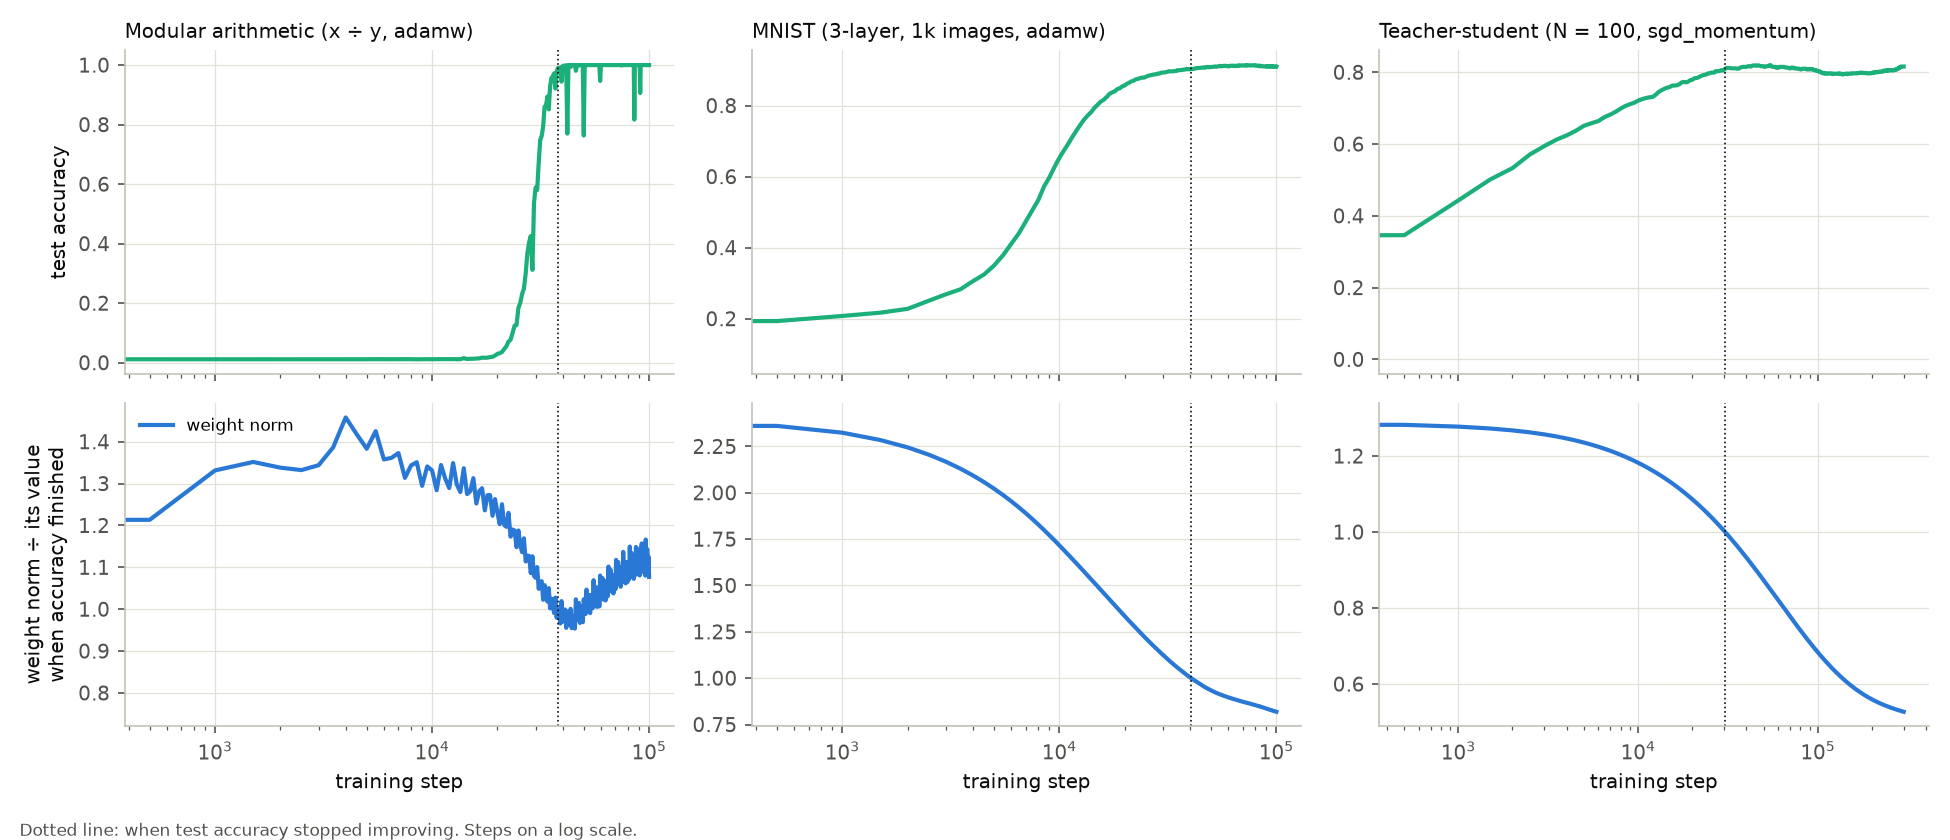 Modular arithmetic (x ÷ y, adamw)
MNIST (3-layer, 1k images, adamw)
Teacher-student (N = 100, sgd_momentum)
test accuracy
1.0
0.8
0.6
0.4
0.2
0.0
0.8
0.6
0.4
0.2
0.8
0.6
0.4
0.2
0.0
weight norm ÷ its value
when accuracy finished
weight norm
1.4
1.3
1.2
1.1
1.0
0.9
0.8
2.25
2.00
1.75
1.50
1.25
1.00
0.75
1.2
1.0
0.8
0.6
10³ 10⁴ 10⁵
10³ 10⁴ 10⁵
10³ 10⁴ 10⁵
training step
training step
training step
Dotted line: when test accuracy stopped improving. Steps on a log scale.